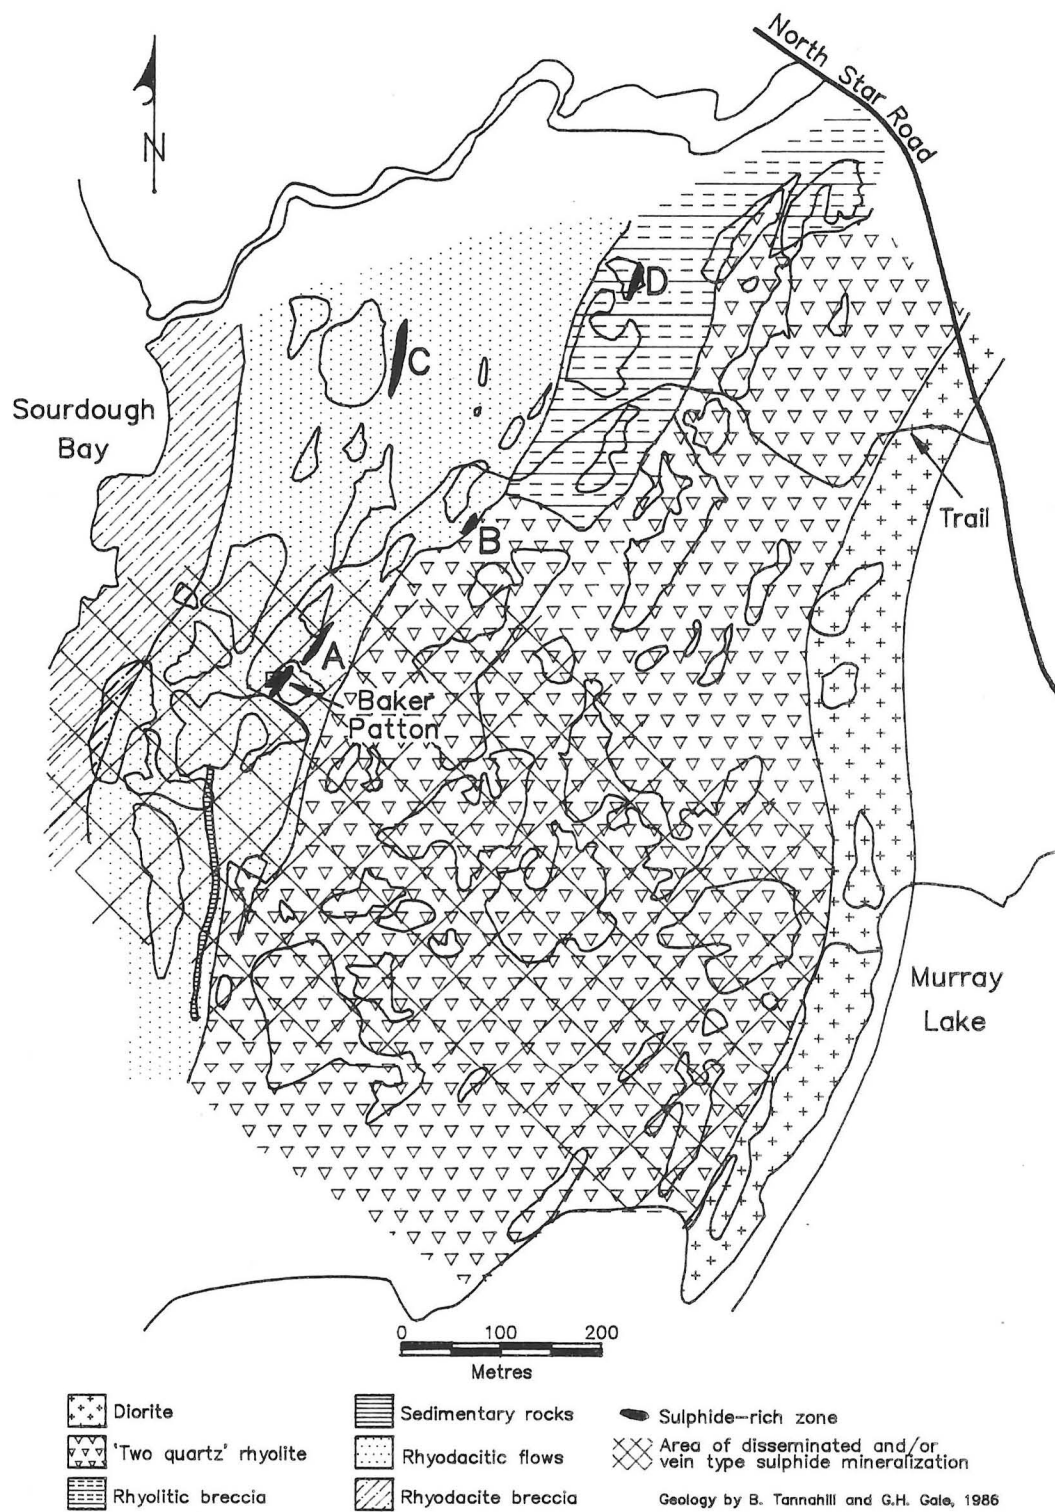 North Star Road
N
D
C
Sourdough
Bay
Trail
B
A
Baker
Patton
Murray
Lake
0 100 200
Metres
Diorite
'Two quartz' rhyolite
Rhyolitic breccia
Sedimentary rocks
Rhyodacitic flows
Rhyodacite breccia
Sulphide-rich zone
Area of disseminated and/or
vein type sulphide mineralization
Geology by B. Tannahill and G.H. Gale, 1986